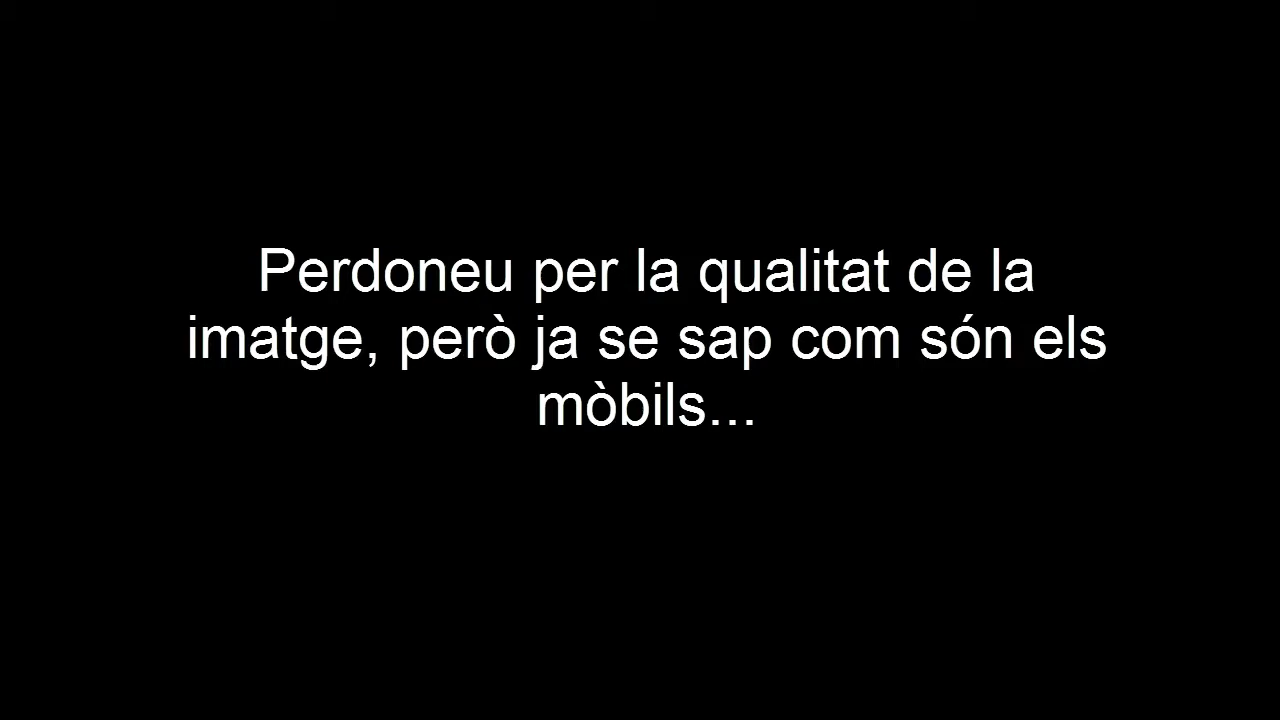 Perdoneu per la qualitat de la
imatge, però ja se sap com són els
mòbils...